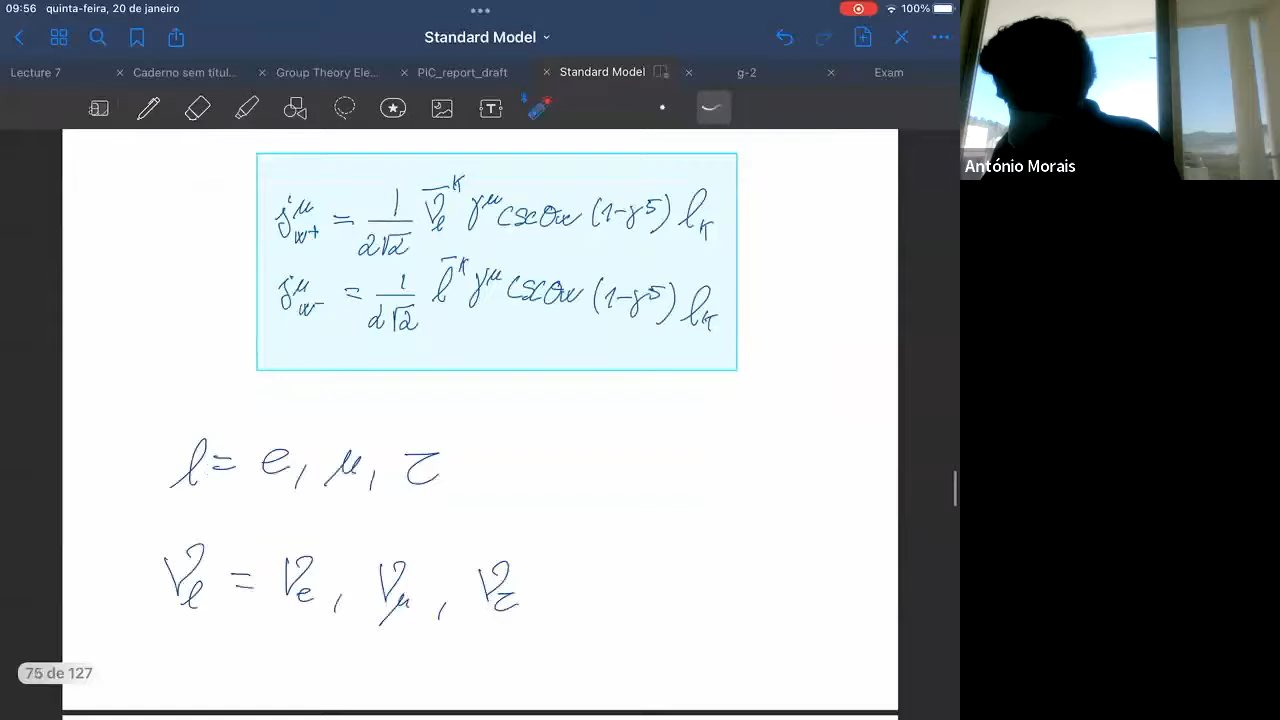 09:56 quinta-feira, 20 de janeiro
100%
Standard Model
Lecture 7
Caderno sem títul...
Group Theory Ele...
PIC_report_draft
Standard Model
g-2
Exam
António Morais
j^μ_{W+} = 1/(2√2) ν̄_ℓ^K γ^μ cscθw (1-γ^5) ℓ_K
j^μ_{W-} = 1/(2√2) ℓ̄^K γ^μ cscθw (1-γ^5) ℓ_K
ℓ = e, μ, τ
ν_ℓ = ν_e, ν_μ, ν_τ
75 de 127